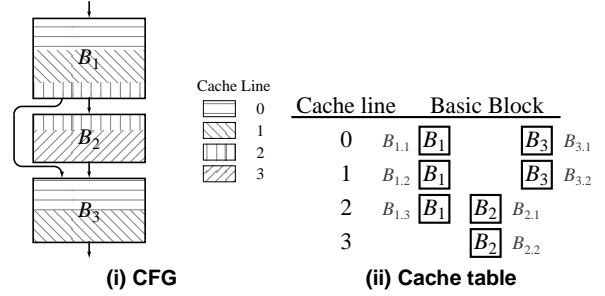 B1
B2
B3
(i) CFG
Cache Line
0
1
2
3
Cache line Basic Block
0 B1.1 B1 B3 B3.1
1 B1.2 B1 B3 B3.2
2 B1.3 B1 B2 B2.1
3 B2 B2.2
(ii) Cache table